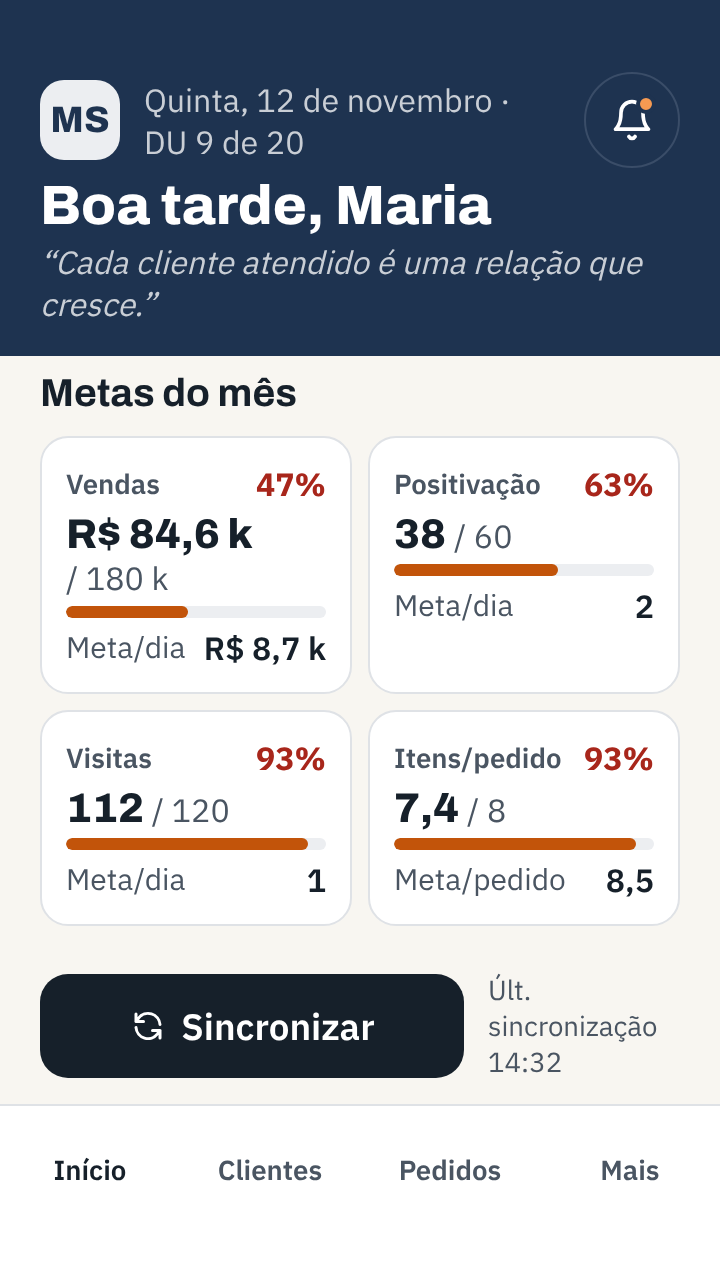 MS
Quinta, 12 de novembro ·
DU 9 de 20
Boa tarde, Maria
“Cada cliente atendido é uma relação que
cresce.”
Metas do mês
Vendas 47%
R$ 84,6 k
/ 180 k
Meta/dia R$ 8,7 k
Positivação 63%
38 / 60
Meta/dia 2
Visitas 93%
112 / 120
Meta/dia 1
Itens/pedido 93%
7,4 / 8
Meta/pedido 8,5
Sincronizar
Últ.
sincronização
14:32
Início Clientes Pedidos Mais